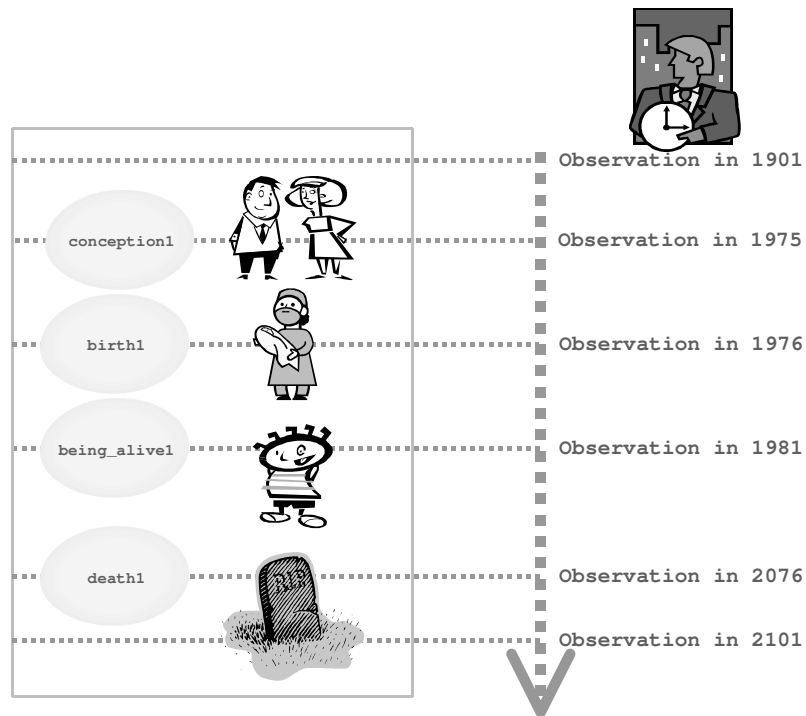 Observation in 1901
conception1
Observation in 1975
birth1
Observation in 1976
being_alive1
Observation in 1981
death1
RIP
Observation in 2076
Observation in 2101